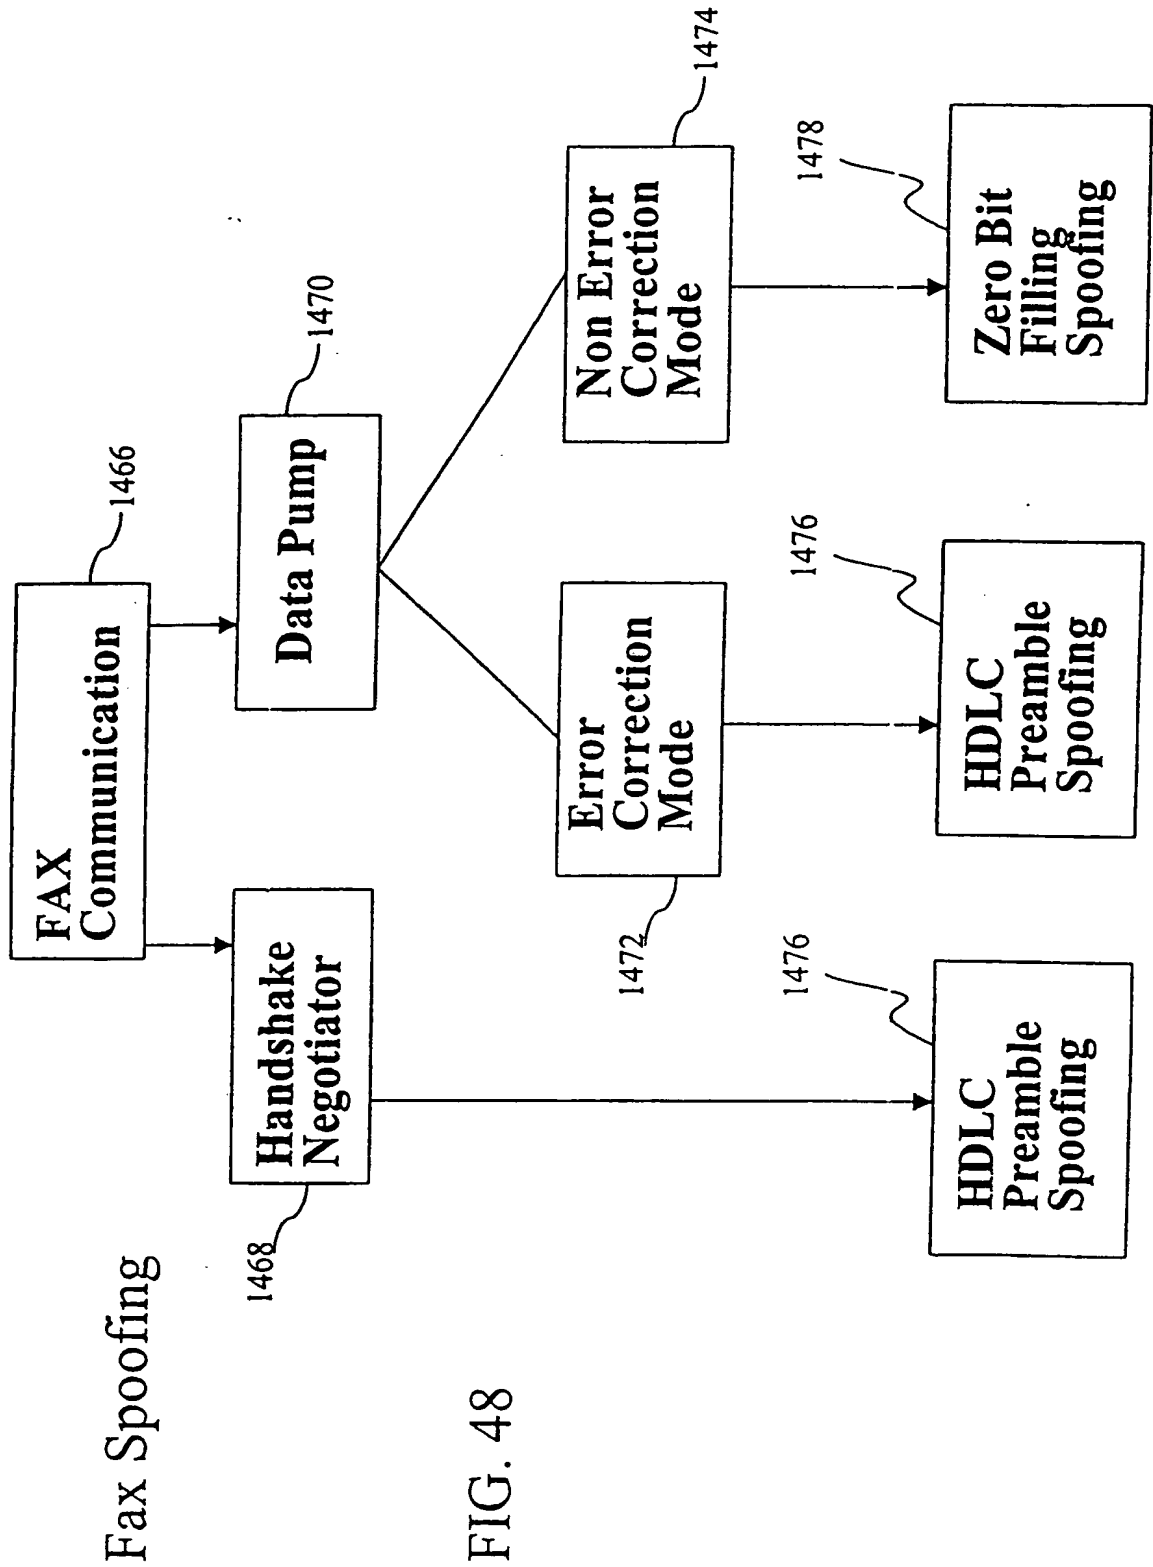 Fax Spoofing
FAX
Communication
1466
Handshake
Negotiator
1468
Data Pump
1470
Error
Correction
Mode
1472
Non Error
Correction
Mode
1474
HDLC
Preamble
Spoofing
1476
HDLC
Preamble
Spoofing
1476
Zero Bit
Filling
Spoofing
1478
FIG. 48